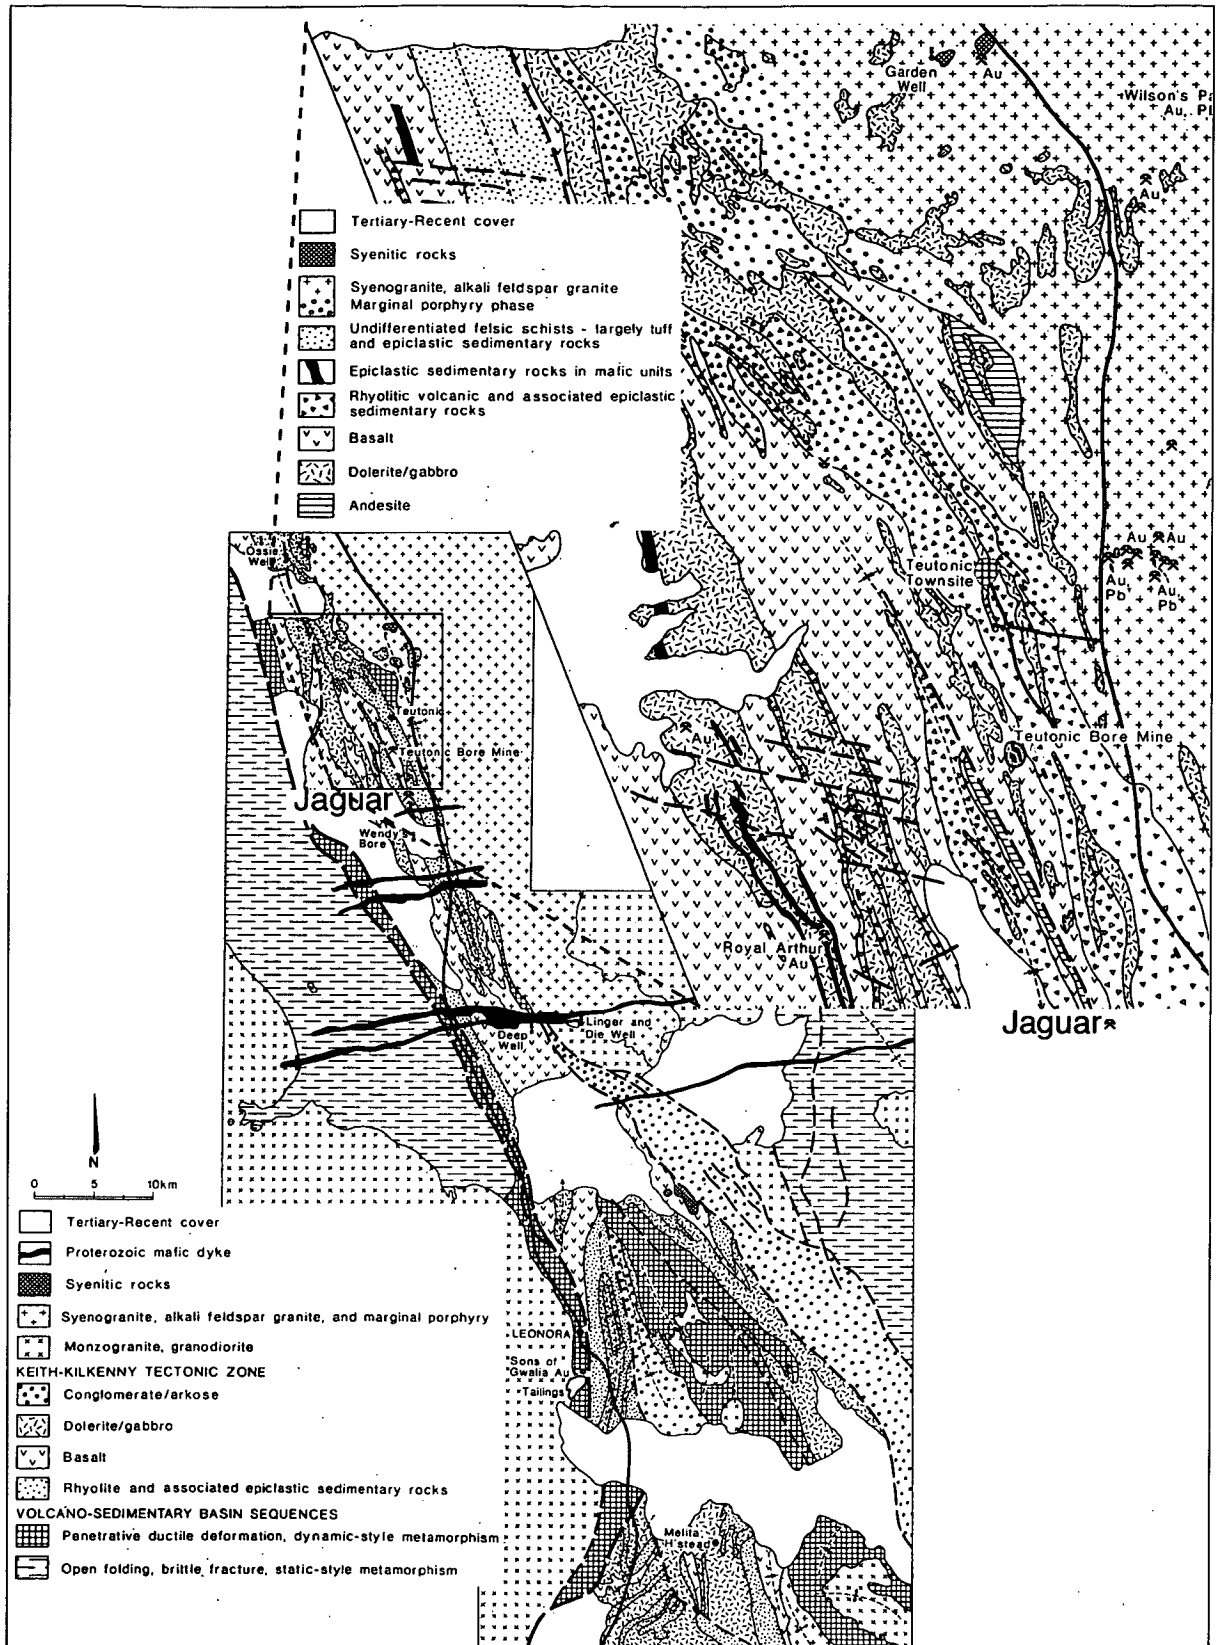 Garden
Well
Au
Wilson's
Au
Au
Tertiary-Recent cover
Syenitic rocks
Syenogranite, alkali feldspar granite
Marginal porphyry phase
Undifferentiated felsic schists - largely tuff
and epiclastic sedimentary rocks
Epiclastic sedimentary rocks in mafic units
Rhyolitic volcanic and associated epiclastic
sedimentary rocks
Basalt
Dolerite/gabbro
Andesite
Ossie
Well
Teutonic
Townsite
Au
Au
Au
Pb
Au
Pb
Teutonic
Teutonic Bore Mine
Teutonic Bore Mine
Au
Jaguar
Wendy's
Bore
Royal Arthur
Au
Linger and
Die Well
Deep
Well
Jaguar
N
0 5 10km
Tertiary-Recent cover
Proterozoic mafic dyke
Syenitic rocks
Syenogranite, alkali feldspar granite, and marginal porphyry
Monzogranite, granodiorite
KEITH-KILKENNY TECTONIC ZONE
Conglomerate/arkose
Dolerite/gabbro
Basalt
Rhyolite and associated epiclastic sedimentary rocks
VOLCANO-SEDIMENTARY BASIN SEQUENCES
Penetrative ductile deformation, dynamic-style metamorphism
Open folding, brittle fracture, static-style metamorphism
LEONORA
Sons of
Gwalia Au
Tailings
Melita
H'stead